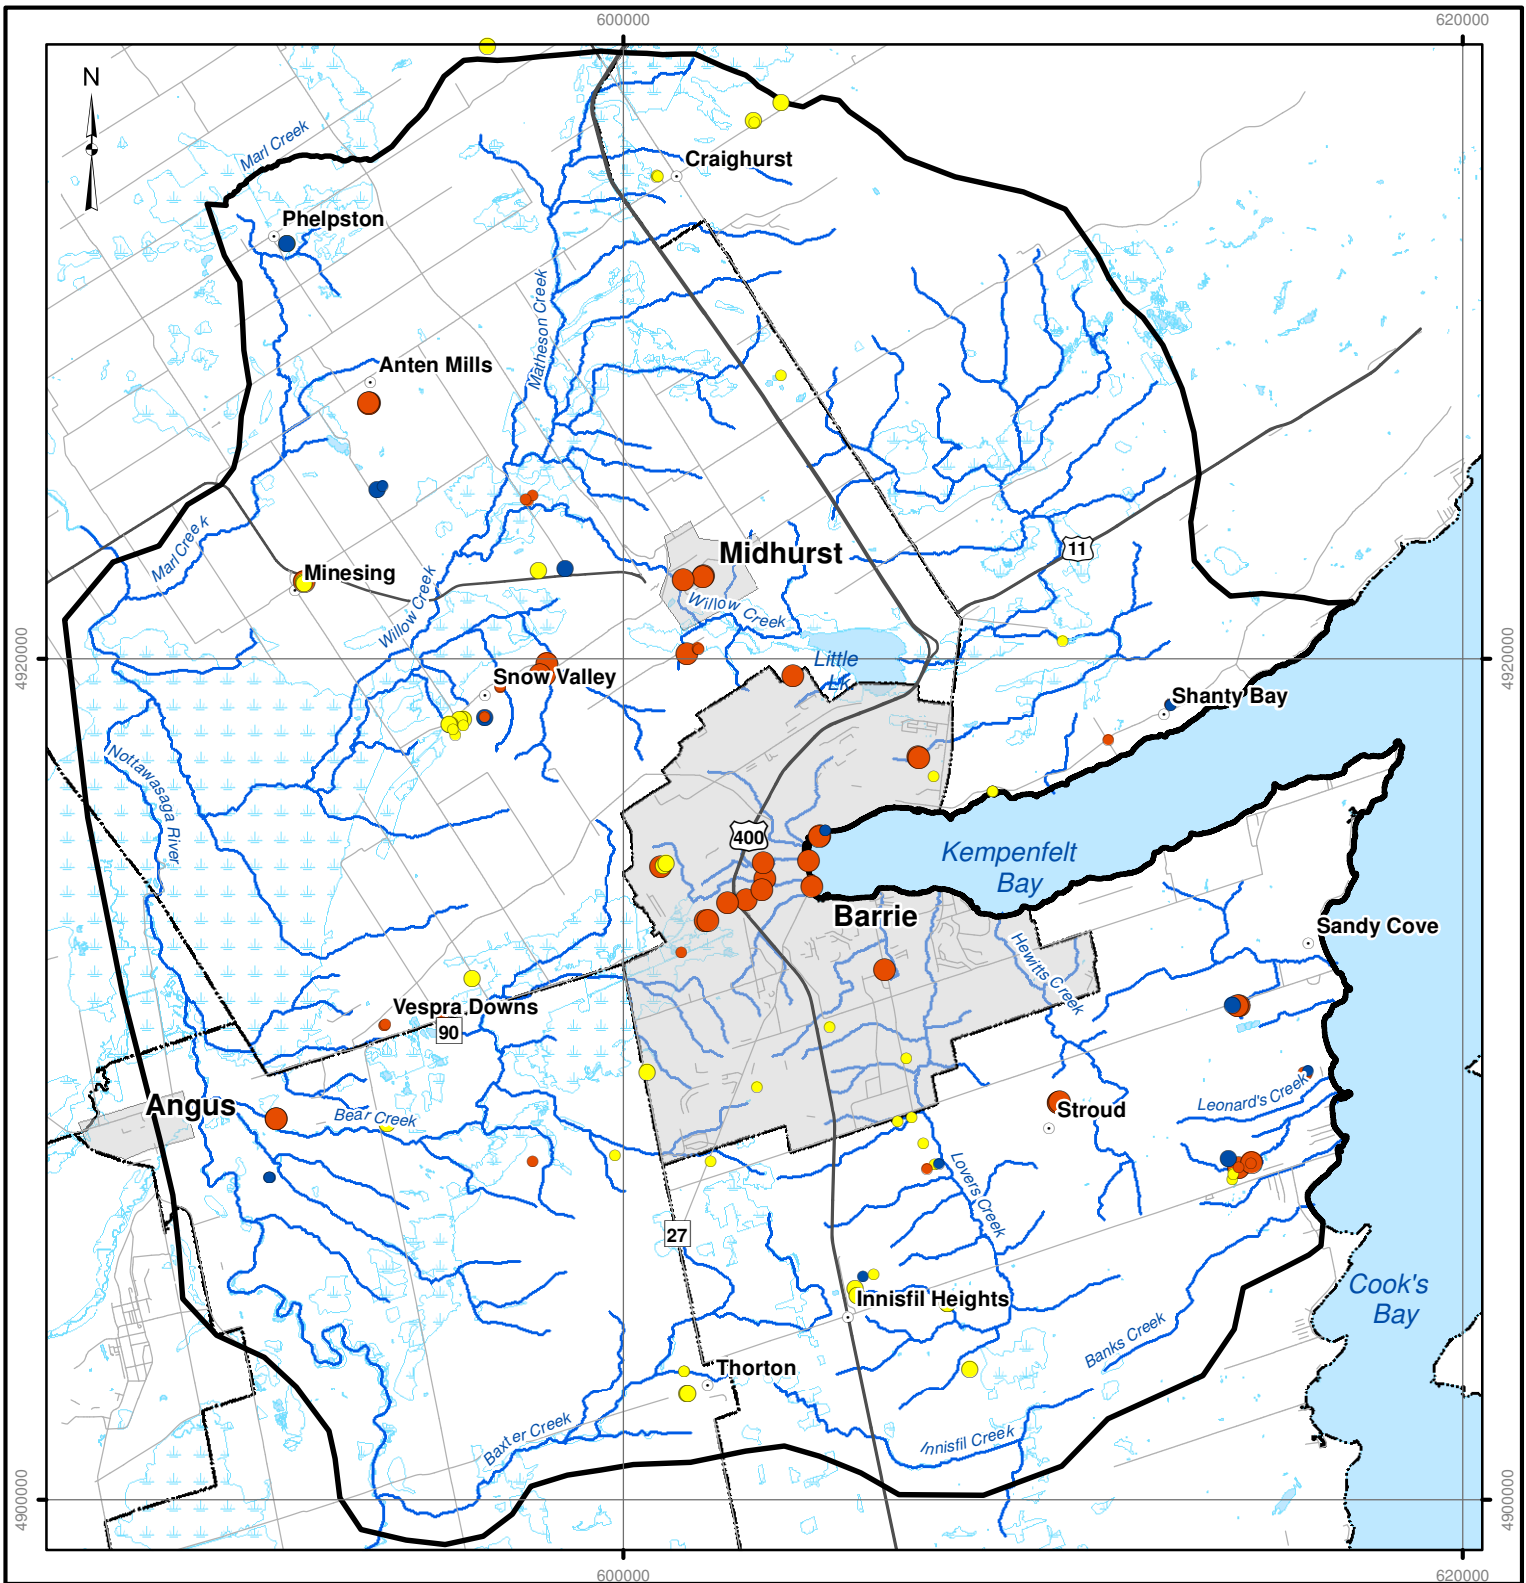 600000
620000
N
Marl Creek
Craighurst
Phelpston
Matheson Creek
Anten Mills
Marl Creek
Midhurst
11
Minesing
Willow Creek
Willow Creek
4920000
4920000
Little
Lk.
Snow Valley
Shanty Bay
Nottawasaga River
400
Kempenfelt
Bay
Barrie
Sandy Cove
Hewitts Creek
Vespra Downs
90
Angus
Bear Creek
Stroud
Leonard's Creek
Lovers Creek
27
Innisfil Heights
Cook's
Bay
Banks Creek
Thorton
Baxter Creek
Innisfil Creek
4900000
4900000
600000
620000